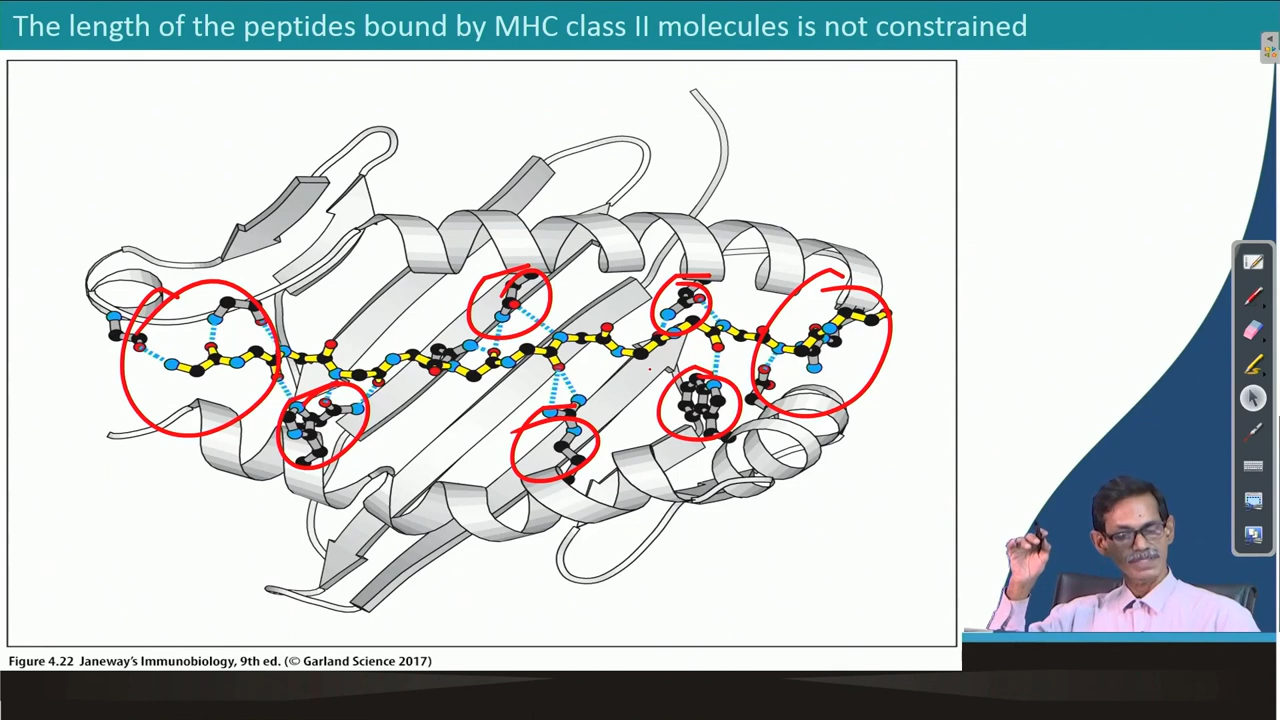 The length of the peptides bound by MHC class II molecules is not constrained
Figure 4.22 Janeway's Immunobiology, 9th ed. (© Garland Science 2017)